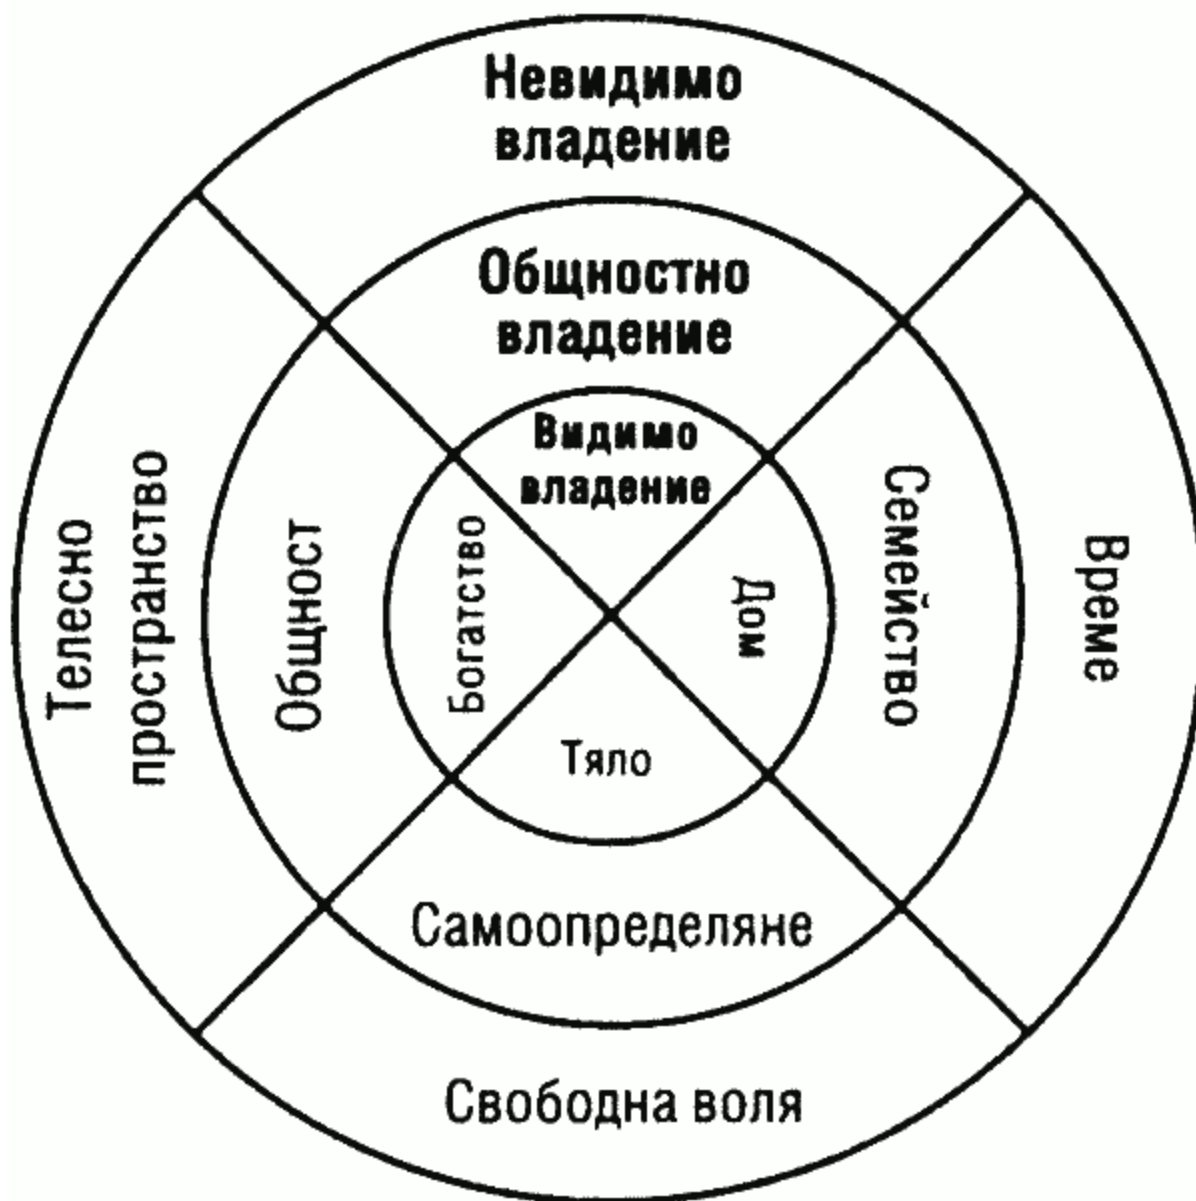 Невидимо
владение
Общностно
владение
Видимо
владение
Телесно
пространство
Общност
Богатство
Дом
Семейство
Време
Тяло
Самоопределяне
Свободна воля